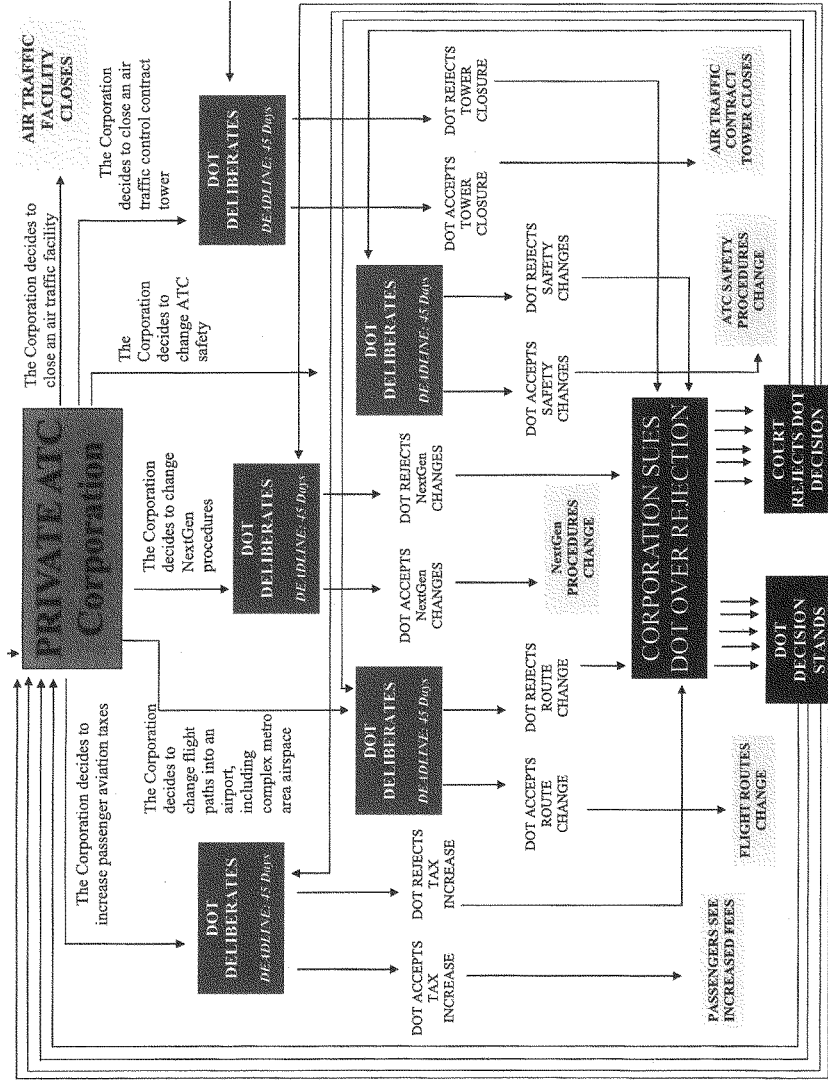 PRIVATE ATC
Corporation
The Corporation decides to
increase passenger aviation taxes
The Corporation
decides to
change flight
paths into an
airport,
including
complex metro
area airspace
The Corporation
decides to change
NextGen
procedures
The
Corporation
decides to
change ATC
safety
The Corporation
decides to close an air
traffic control contract
tower
The Corporation decides to
close an air traffic facility
AIR TRAFFIC
FACILITY
CLOSES
DOT
DELIBERATES
DEADLINE: 45 Days
DOT
DELIBERATES
DEADLINE: 45 Days
DOT
DELIBERATES
DEADLINE: 45 Days
DOT
DELIBERATES
DEADLINE: 45 Days
DOT
DELIBERATES
DEADLINE: 45 Days
DOT ACCEPTS
TAX
INCREASE
DOT REJECTS
TAX
INCREASE
DOT ACCEPTS
ROUTE
CHANGE
DOT REJECTS
ROUTE
CHANGE
DOT ACCEPTS
NextGen
CHANGES
DOT REJECTS
NextGen
CHANGES
DOT ACCEPTS
SAFETY
CHANGES
DOT REJECTS
SAFETY
CHANGES
DOT ACCEPTS
TOWER
CLOSURE
DOT REJECTS
TOWER
CLOSURE
PASSENGERS SEE
INCREASED FEES
FLIGHT ROUTES
CHANGE
NextGen
PROCEDURES
CHANGE
ATC SAFETY
PROCEDURES
CHANGE
AIR TRAFFIC
CONTRACT
TOWER CLOSES
CORPORATION SUES
DOT OVER REJECTION
DOT
DECISION
STANDS
COURT
REJECTS DOT
DECISION